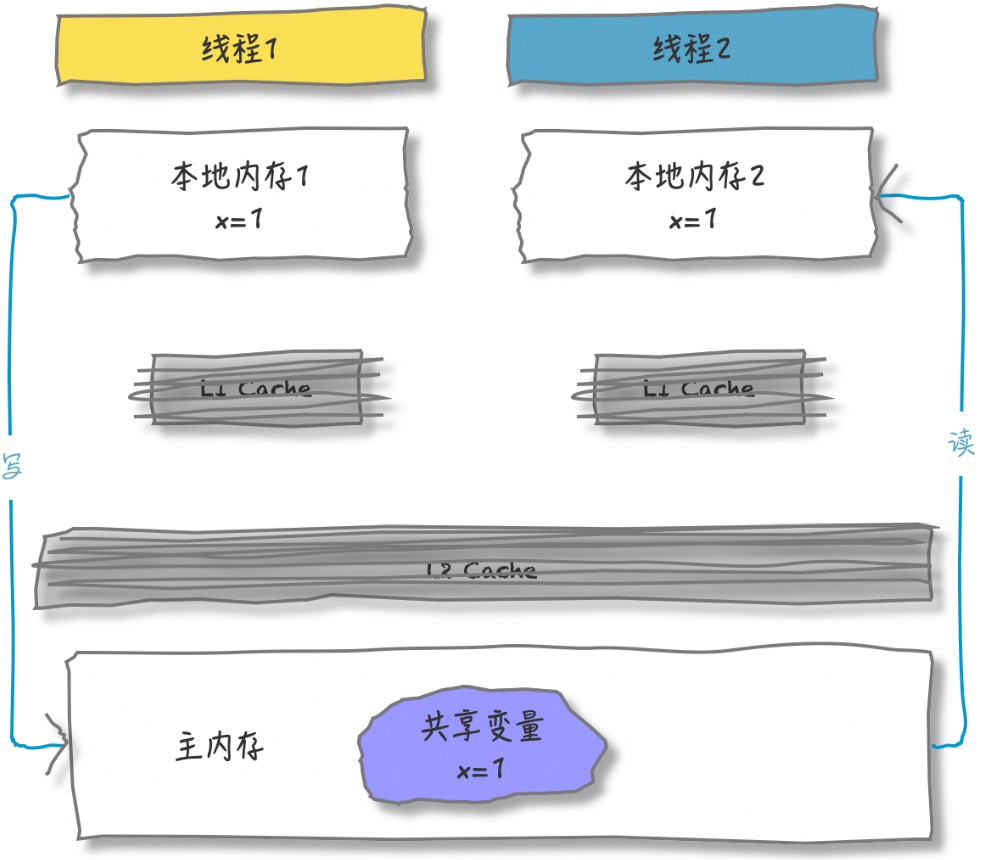 线程1
线程2
本地内存1
x=1
本地内存2
x=1
L1 Cache
L1 Cache
写
读
L2 Cache
主内存
共享变量
x=1